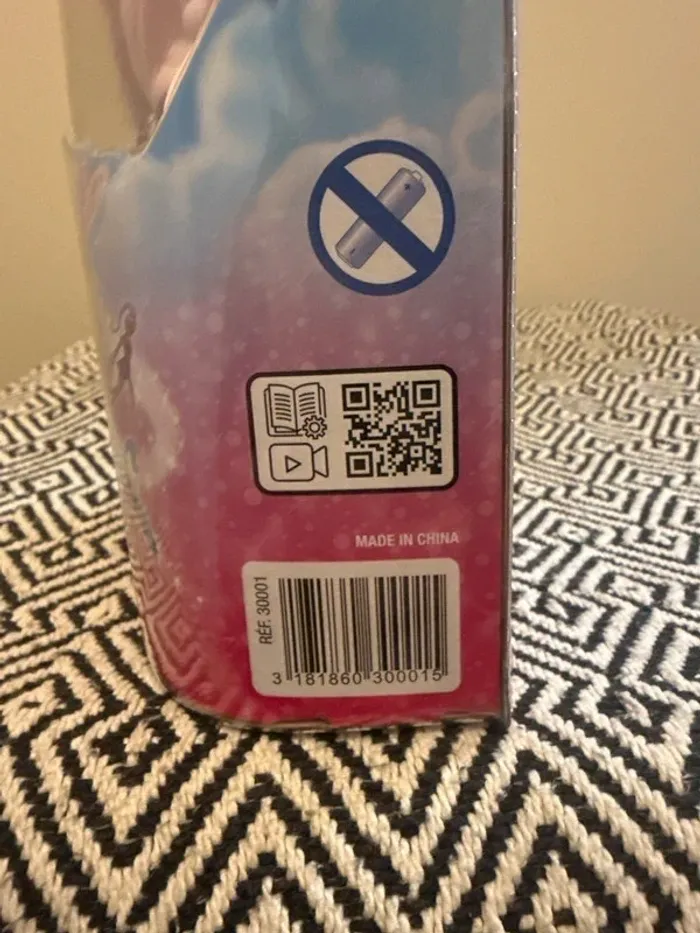 MADE IN CHINA
RÉF. 30001
3 181860 300015